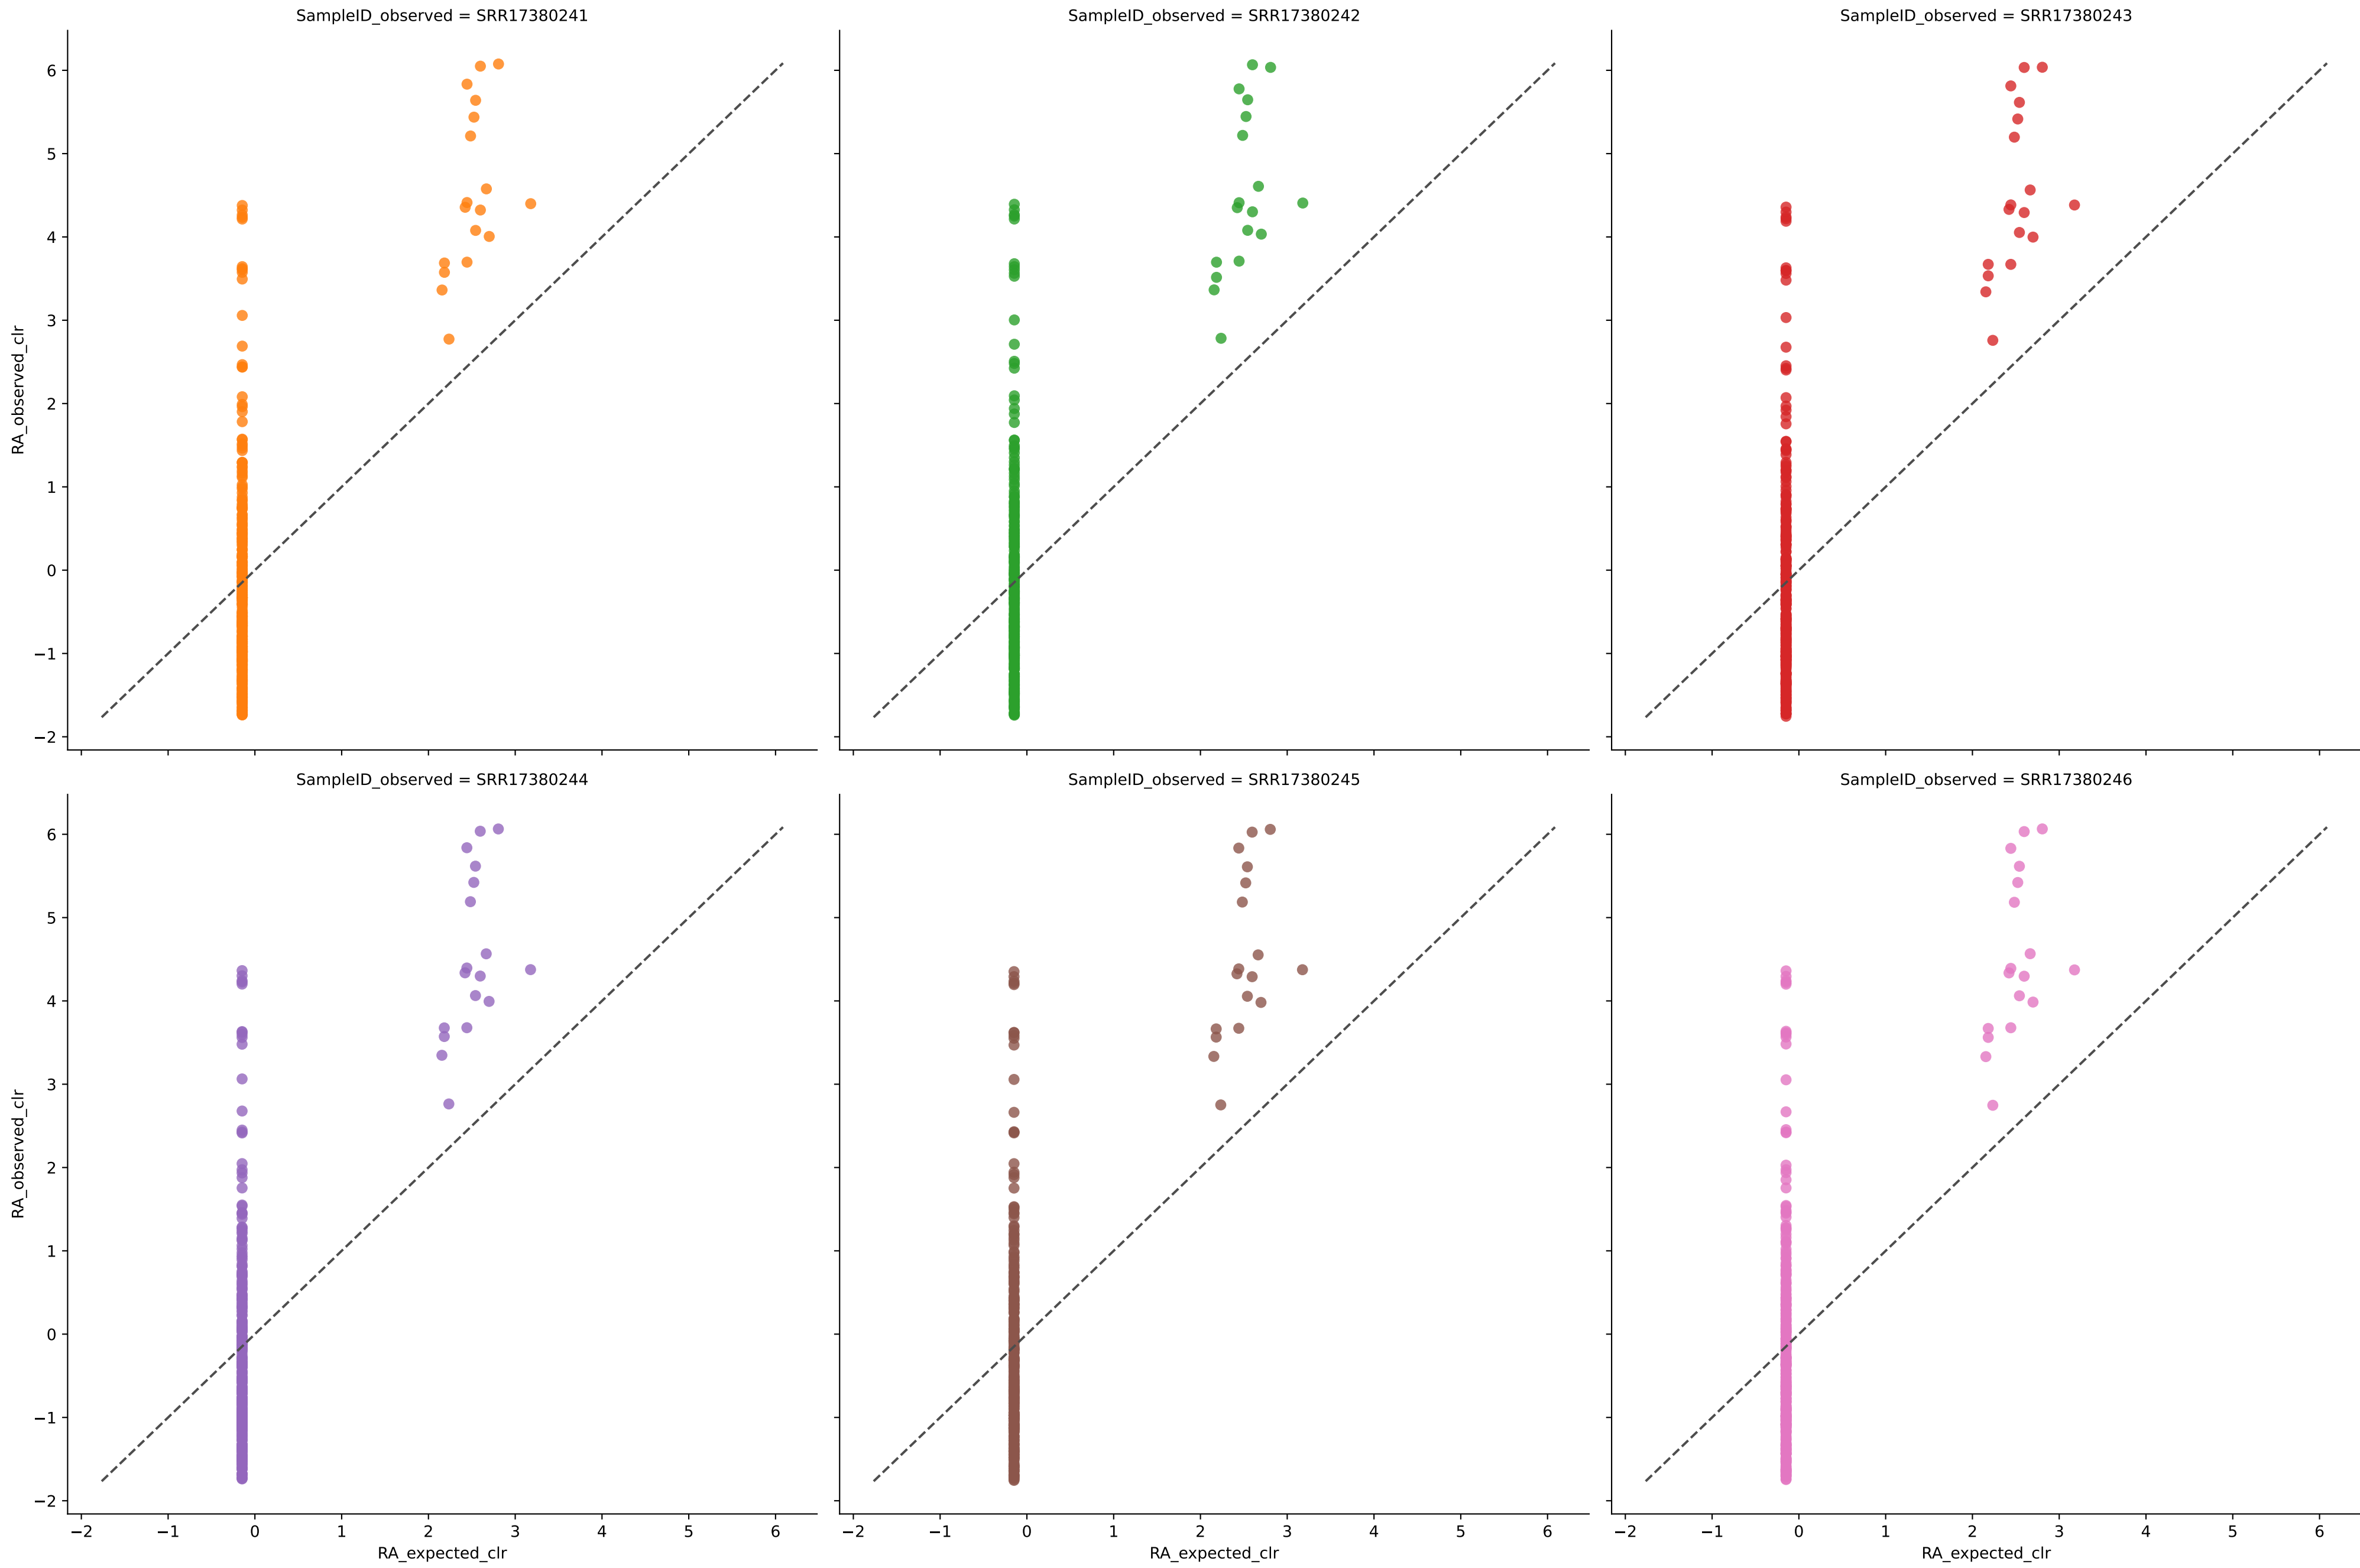 SampleID_observed = SRR17380241
SampleID_observed = SRR17380242
SampleID_observed = SRR17380243
6
5
4
3
2
1
0
−1
−2
RA_observed_clr
SampleID_observed = SRR17380244
SampleID_observed = SRR17380245
SampleID_observed = SRR17380246
6
5
4
3
2
1
0
−1
−2
RA_observed_clr
−2 −1 0 1 2 3 4 5 6
−2 −1 0 1 2 3 4 5 6
−2 −1 0 1 2 3 4 5 6
RA_expected_clr
RA_expected_clr
RA_expected_clr